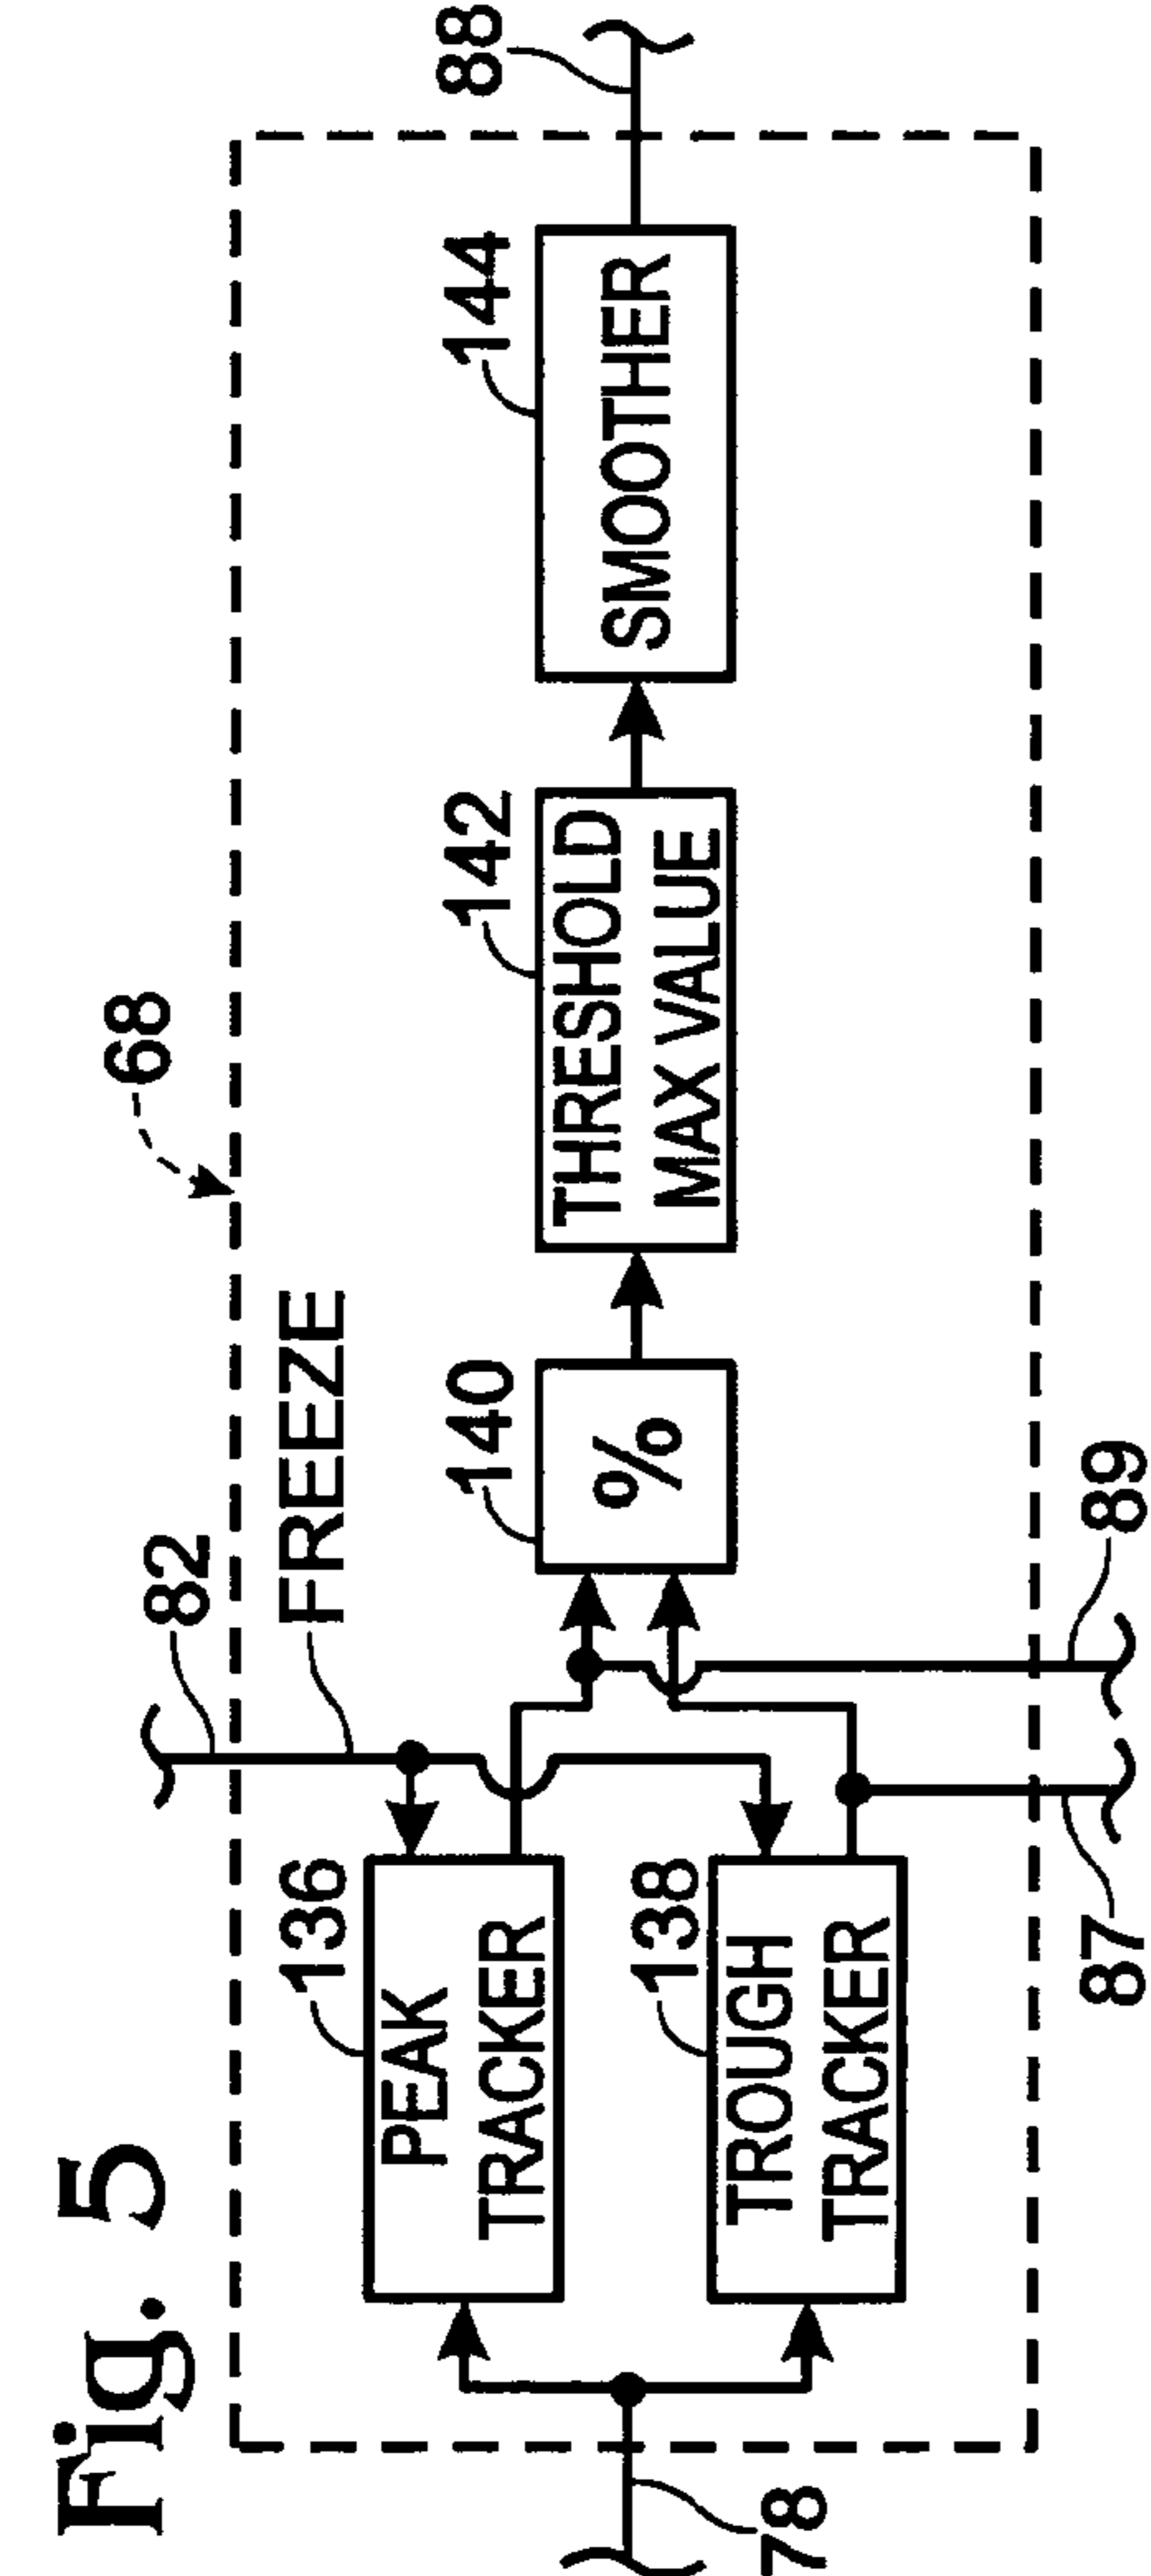 Fig. 5
68
82
FREEZE
136
PEAK
TRACKER
138
TROUGH
TRACKER
140
%
142
THRESHOLD
MAX VALUE
144
SMOOTHER
88
78
87
89